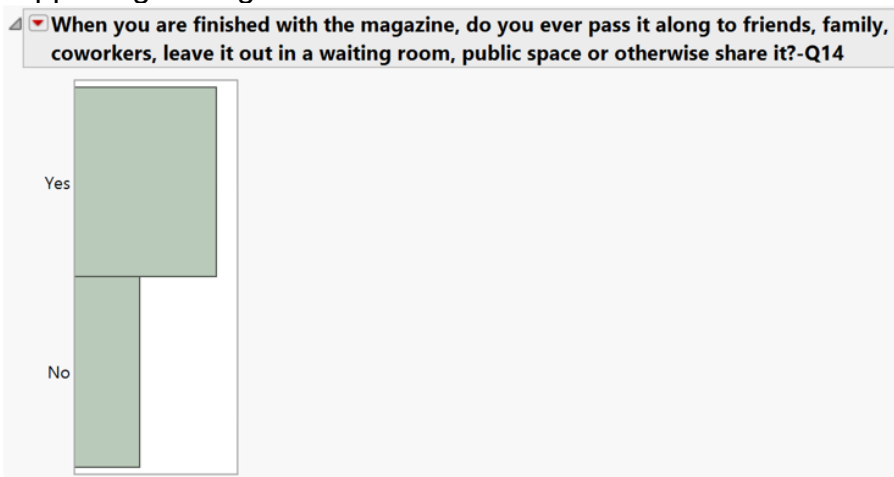 When you are finished with the magazine, do you ever pass it along to friends, family,
coworkers, leave it out in a waiting room, public space or otherwise share it?-Q14
Yes
No